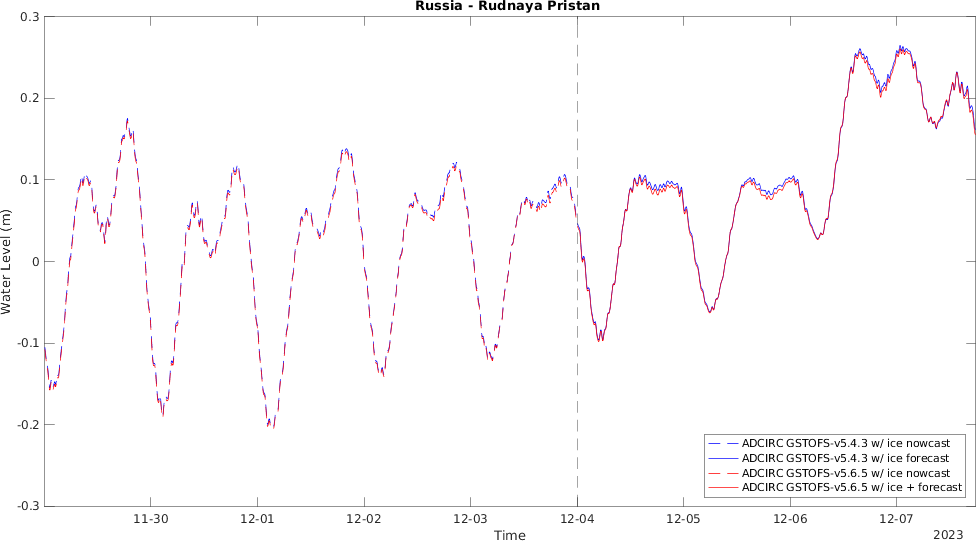 Russia - Rudnaya Pristan
0.3
0.2
0.1
0
-0.1
-0.2
-0.3
Water Level (m)
11-30 12-01 12-02 12-03 12-04 12-05 12-06 12-07
Time
2023
ADCIRC GSTOFS-v5.4.3 w/ ice nowcast
ADCIRC GSTOFS-v5.4.3 w/ ice forecast
ADCIRC GSTOFS-v5.6.5 w/ ice nowcast
ADCIRC GSTOFS-v5.6.5 w/ ice + forecast